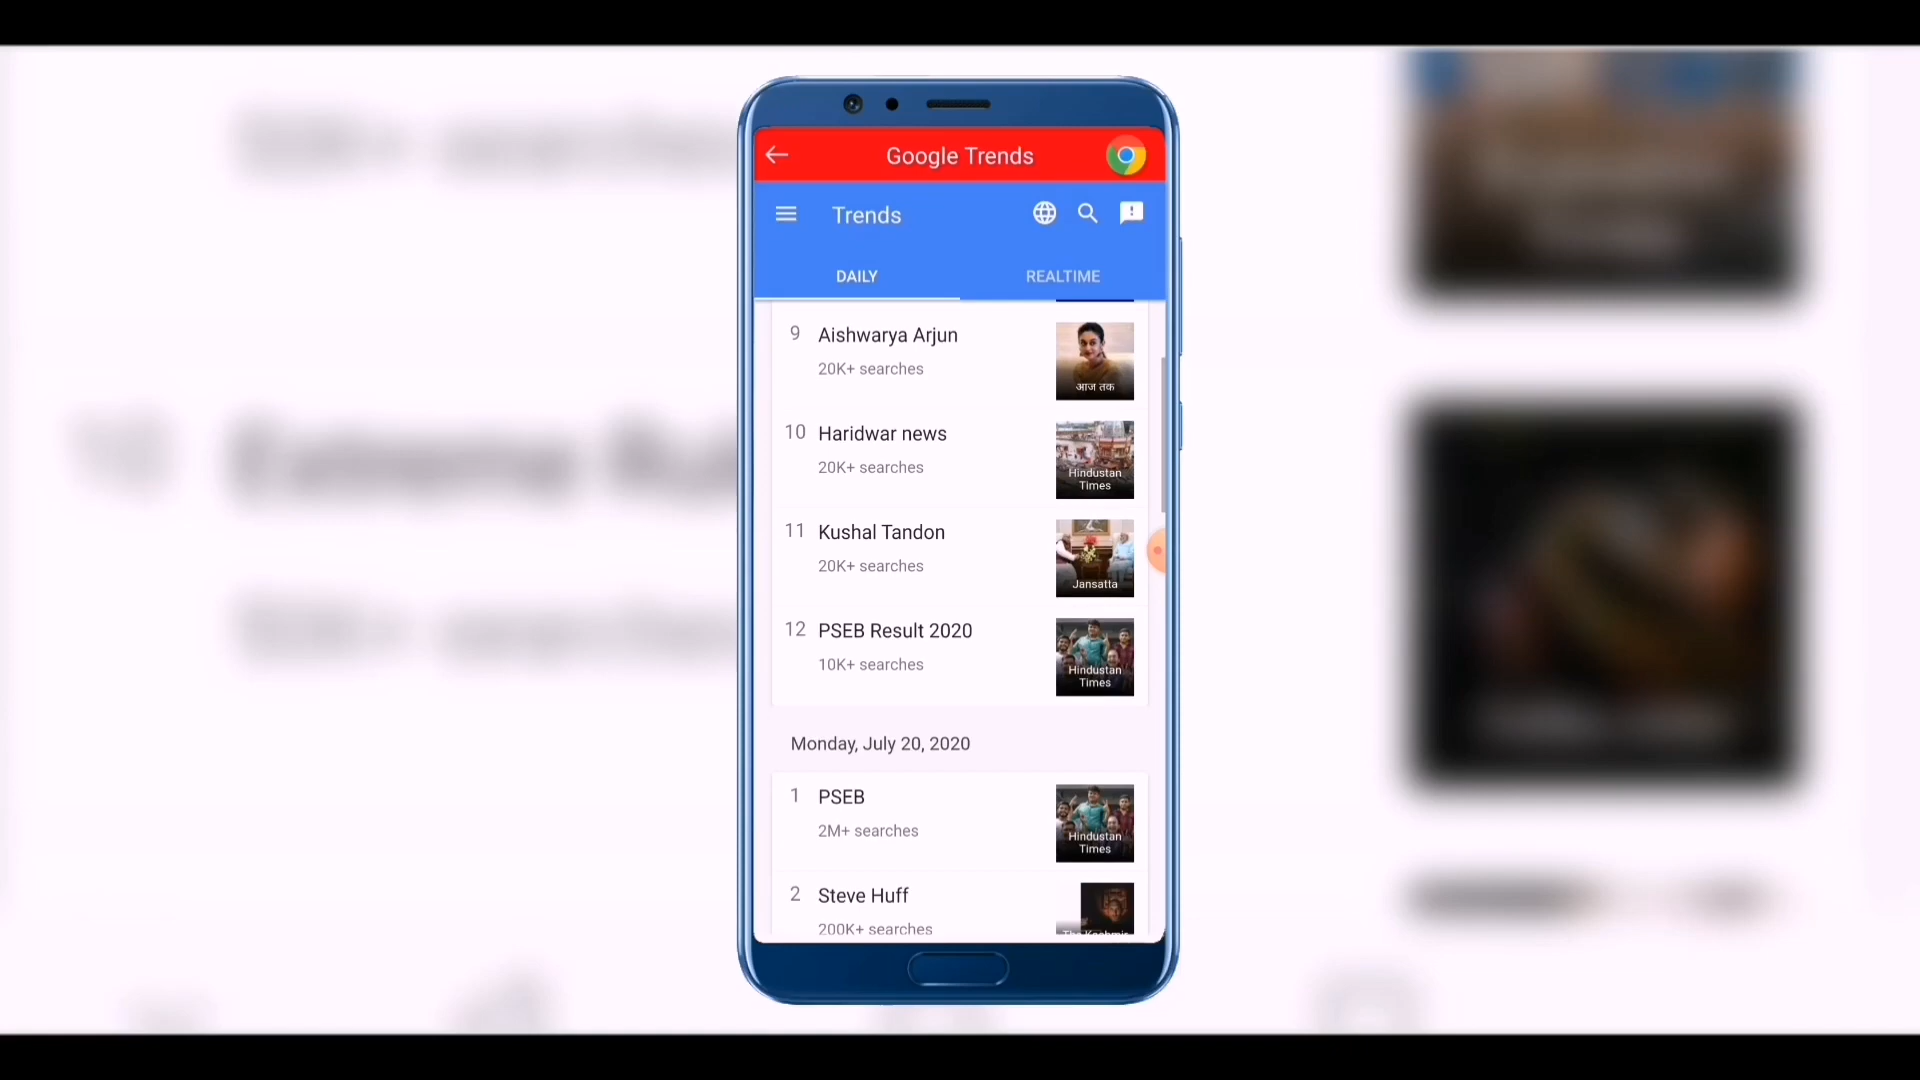 Google Trends
Trends
DAILY
REALTIME
9 Aishwarya Arjun
20K+ searches
आज तक
10 Haridwar news
20K+ searches
Hindustan
Times
11 Kushal Tandon
20K+ searches
Jansatta
12 PSEB Result 2020
10K+ searches
Hindustan
Times
Monday, July 20, 2020
1 PSEB
2M+ searches
Hindustan
Times
2 Steve Huff
200K+ searches
The Kashmir